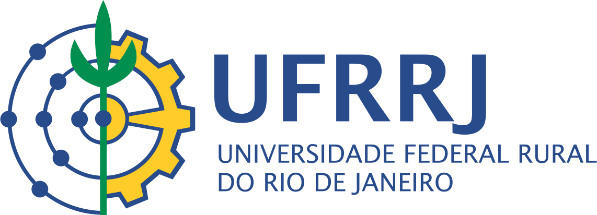 UFRRJ
UNIVERSIDADE FEDERAL RURAL
DO RIO DE JANEIRO